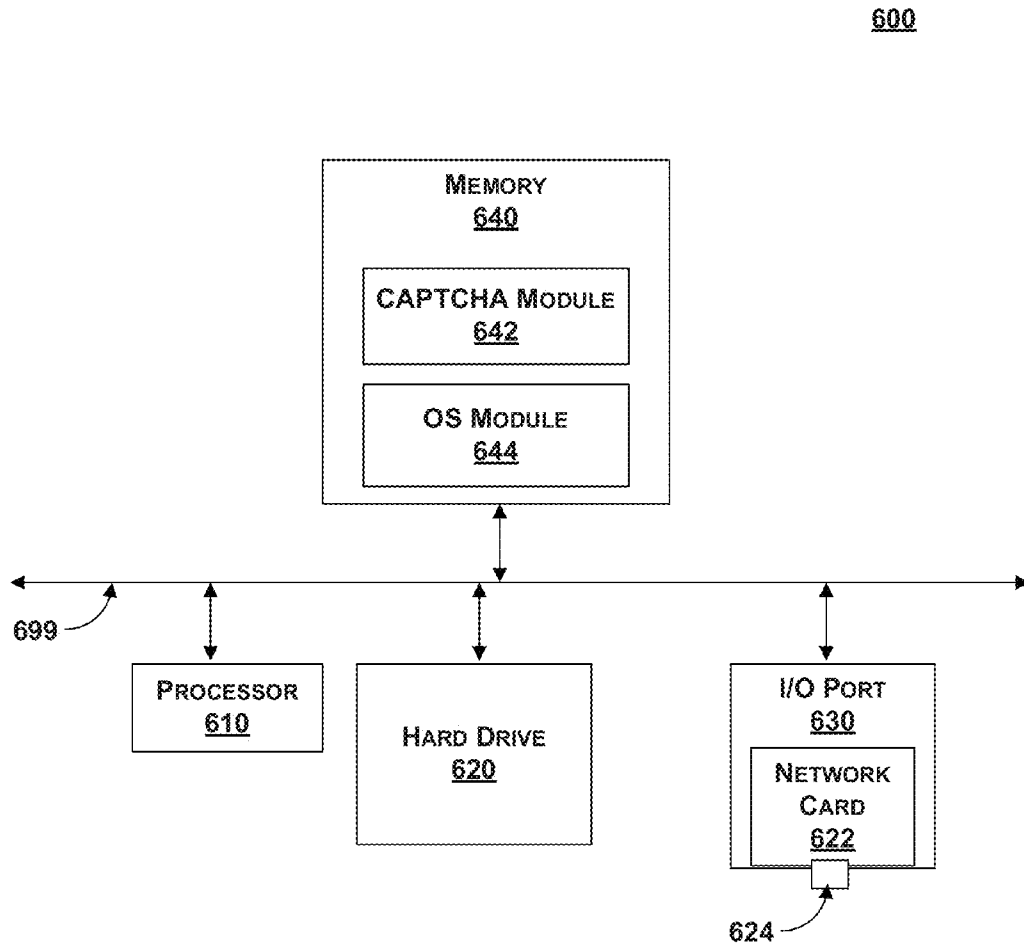 600
MEMORY
640
CAPTCHA MODULE
642
OS MODULE
644
699
PROCESSOR
610
HARD DRIVE
620
I/O PORT
630
NETWORK
CARD
622
624